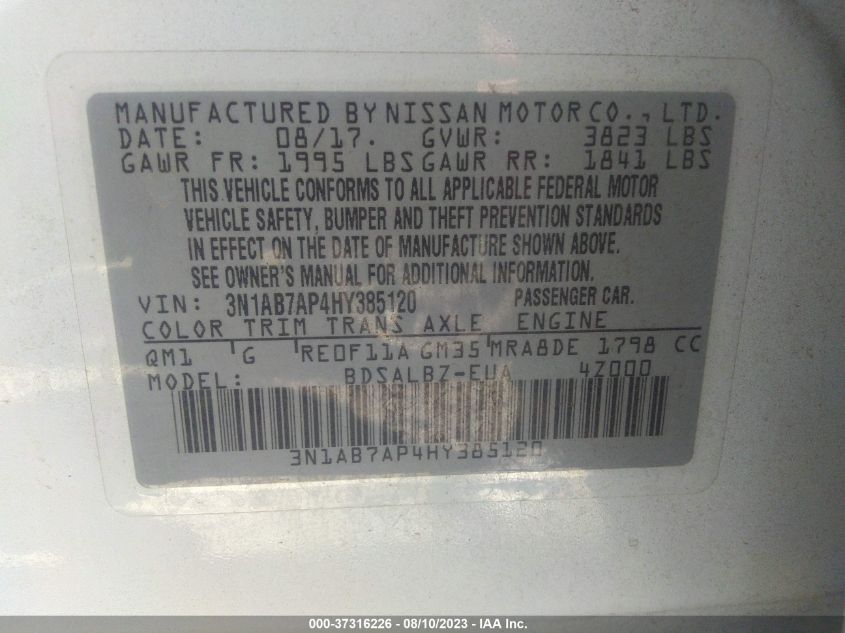 MANUFACTURED BY NISSAN MOTOR CO., LTD.
DATE: 08/17. GVWR: 3823 LBS
GAWR FR: 1995 LBS GAWR RR: 1841 LBS
THIS VEHICLE CONFORMS TO ALL APPLICABLE FEDERAL MOTOR
VEHICLE SAFETY, BUMPER AND THEFT PREVENTION STANDARDS
IN EFFECT ON THE DATE OF MANUFACTURE SHOWN ABOVE.
SEE OWNER'S MANUAL FOR ADDITIONAL INFORMATION.
VIN: 3N1AB7AP4HY385120 PASSENGER CAR.
COLOR TRIM TRANS AXLE ENGINE
QM1 G RE0F11A GM35 MRA8DE 1798 CC
MODEL: BDSALBZ-EUA 4Z000
3N1AB7AP4HY385120
000-37316226 - 08/10/2023 - IAA Inc.